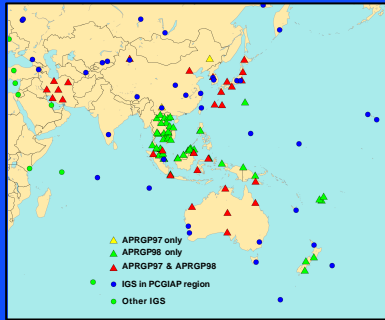 APRGP97 only
APRGP98 only
APRGP97 & APRGP98
IGS in PCGIAP region
Other IGS